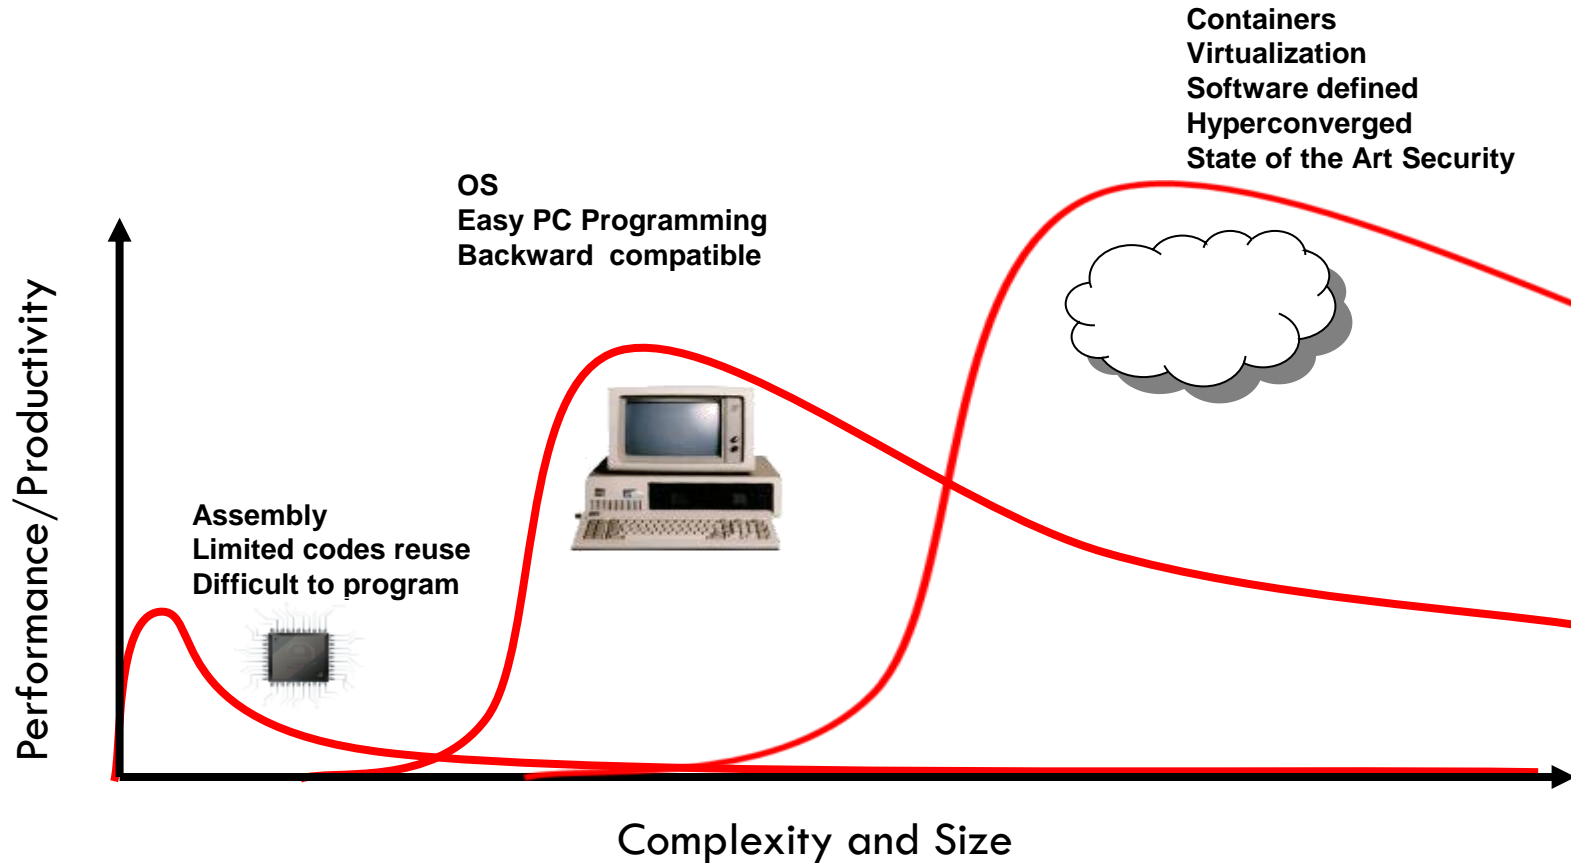 Containers
Virtualization
Software defined
Hyperconverged
State of the Art Security
OS
Easy PC Programming
Backward compatible
Assembly
Limited codes reuse
Difficult to program
Performance/Productivity
Complexity and Size